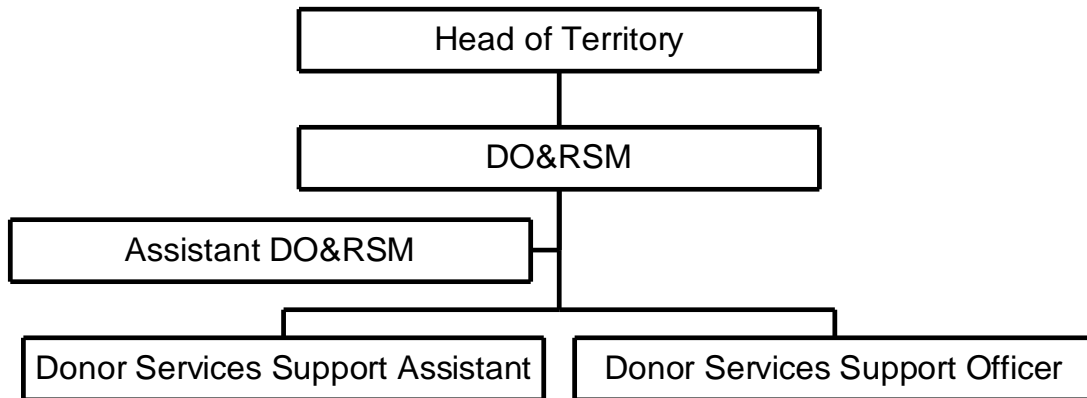 Head of Territory
DO&RSM
Assistant DO&RSM
Donor Services Support Assistant
Donor Services Support Officer